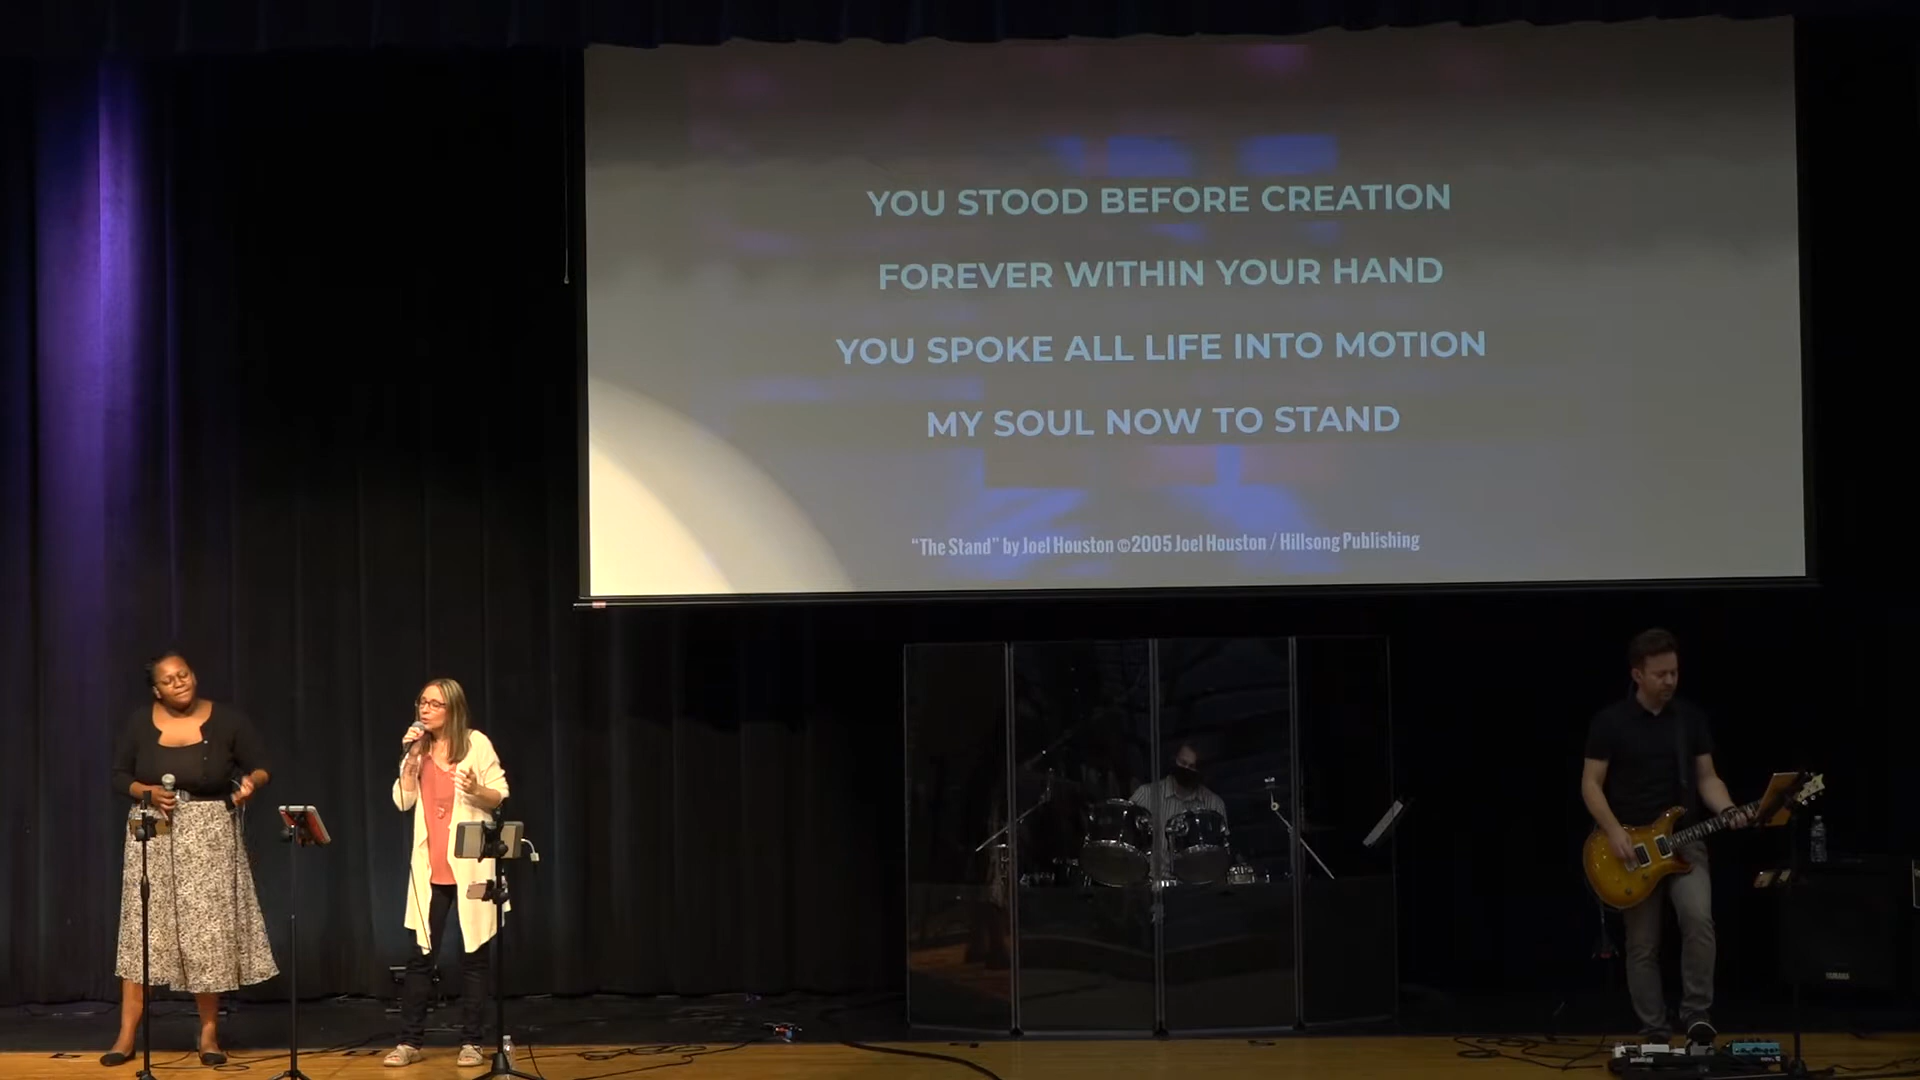 YOU STOOD BEFORE CREATION
FOREVER WITHIN YOUR HAND
YOU SPOKE ALL LIFE INTO MOTION
MY SOUL NOW TO STAND
“The Stand” by Joel Houston ©2005 Joel Houston / Hillsong Publishing
YAMAHA